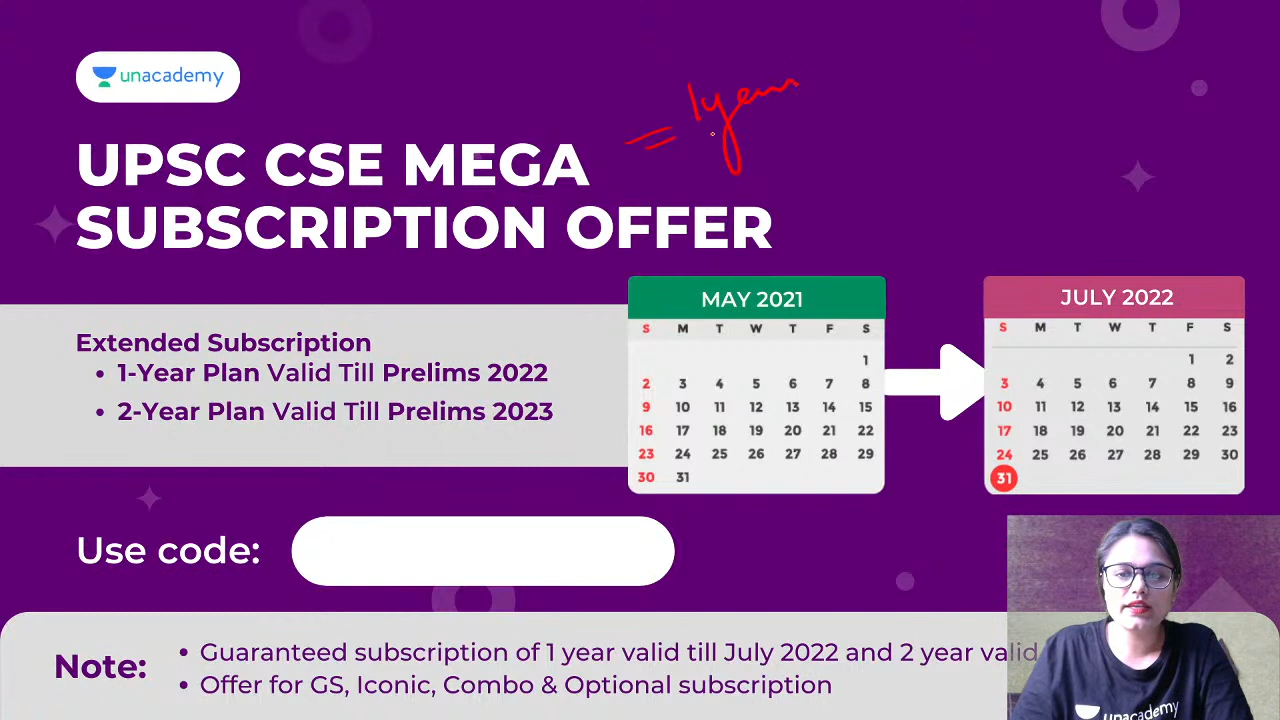 unacademy
= 1year
UPSC CSE MEGA
SUBSCRIPTION OFFER
Extended Subscription
• 1-Year Plan Valid Till Prelims 2022
• 2-Year Plan Valid Till Prelims 2023
MAY 2021
S M T W T F S
1
2 3 4 5 6 7 8
9 10 11 12 13 14 15
16 17 18 19 20 21 22
23 24 25 26 27 28 29
30 31
JULY 2022
S M T W T F S
1 2
3 4 5 6 7 8 9
10 11 12 13 14 15 16
17 18 19 20 21 22 23
24 25 26 27 28 29 30
31
Use code:
Note:
• Guaranteed subscription of 1 year valid till July 2022 and 2 year valid
• Offer for GS, Iconic, Combo & Optional subscription
unacademy